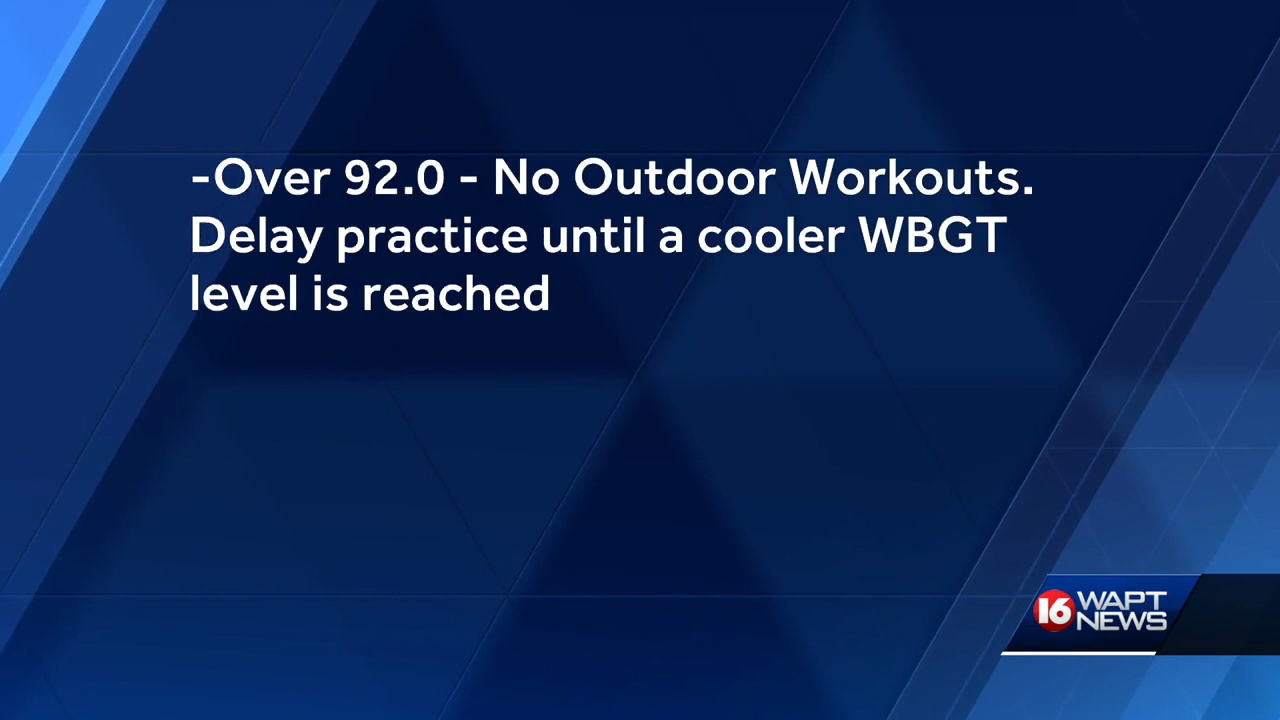 -Over 92.0 - No Outdoor Workouts.
Delay practice until a cooler WBGT
level is reached
16 WAPT
NEWS